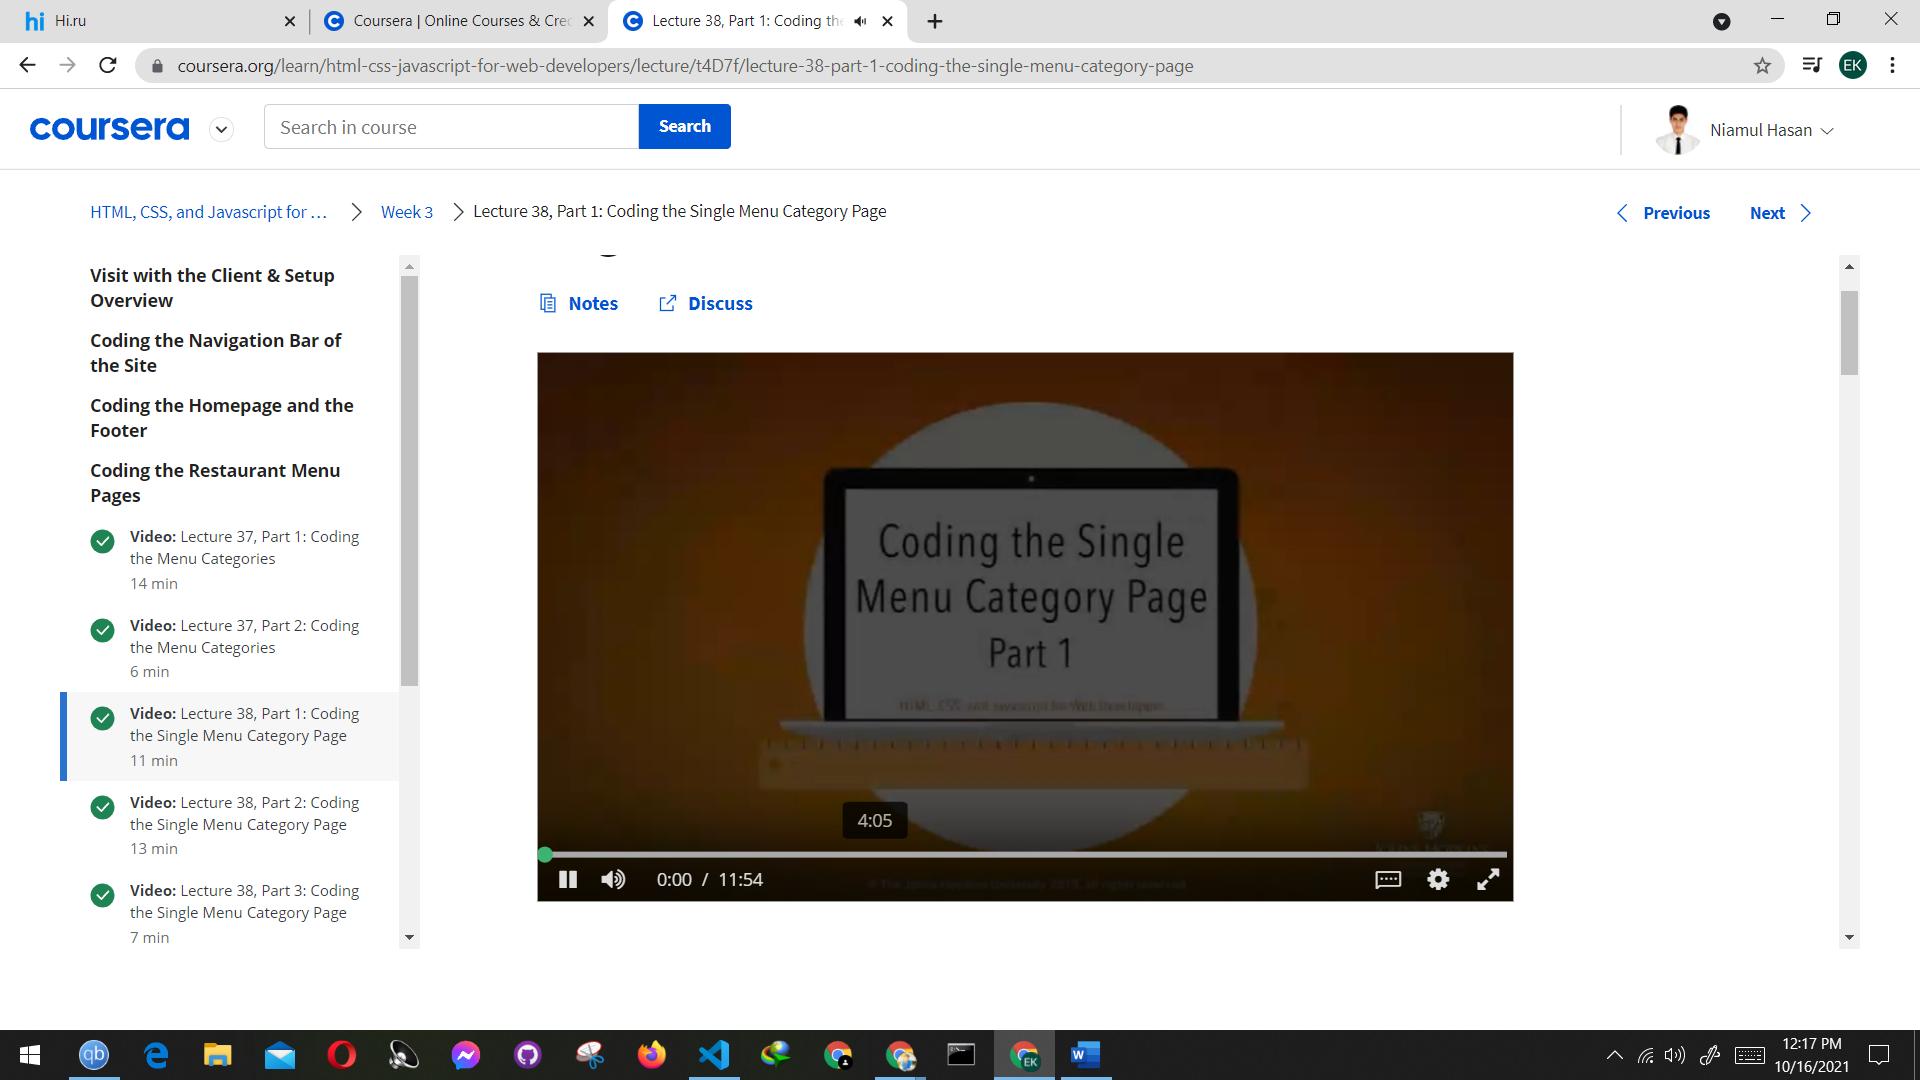 Hi.ru
Coursera | Online Courses & Cre
Lecture 38, Part 1: Coding th
coursera.org/learn/html-css-javascript-for-web-developers/lecture/t4D7f/lecture-38-part-1-coding-the-single-menu-category-page
EK
coursera
Search in course
Search
Niamul Hasan
HTML, CSS, and Javascript for ...
Week 3
Lecture 38, Part 1: Coding the Single Menu Category Page
Previous
Next
Visit with the Client & Setup
Overview
Coding the Navigation Bar of
the Site
Coding the Homepage and the
Footer
Coding the Restaurant Menu
Pages
Video: Lecture 37, Part 1: Coding
the Menu Categories
14 min
Video: Lecture 37, Part 2: Coding
the Menu Categories
6 min
Video: Lecture 38, Part 1: Coding
the Single Menu Category Page
11 min
Video: Lecture 38, Part 2: Coding
the Single Menu Category Page
13 min
Video: Lecture 38, Part 3: Coding
the Single Menu Category Page
7 min
Notes
Discuss
Coding the Single
Menu Category Page
Part 1
HTML, CSS, and Javascript for Web Developers
4:05
0:00 / 11:54
12:17 PM
10/16/2021